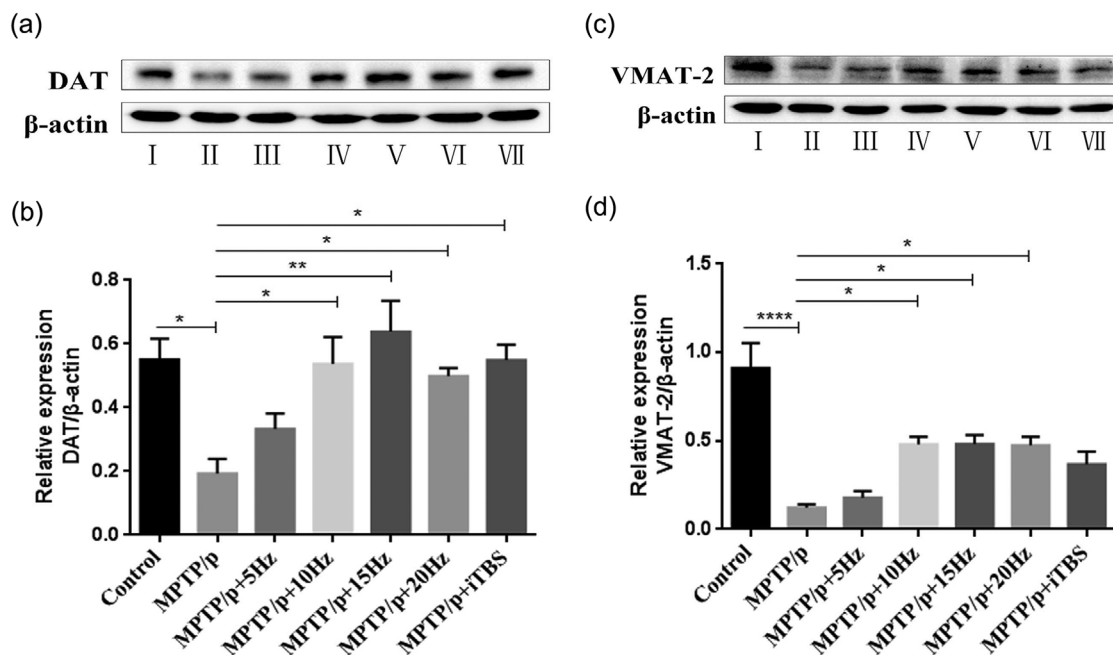 (a)
DAT
β-actin
I II III IV V VI VII
(b)
*
*
**
*
*
Relative expression
DAT/β-actin
0.8
0.6
0.4
0.2
0.0
Control
MPTP/p
MPTP/p+5Hz
MPTP/p+10Hz
MPTP/p+15Hz
MPTP/p+20Hz
MPTP/p+iTBS
(c)
VMAT-2
β-actin
I II III IV V VI VII
(d)
*
*
*
****
Relative expression
VMAT-2/β-actin
1.5
1.0
0.5
0.0
Control
MPTP/p
MPTP/p+5Hz
MPTP/p+10Hz
MPTP/p+15Hz
MPTP/p+20Hz
MPTP/p+iTBS